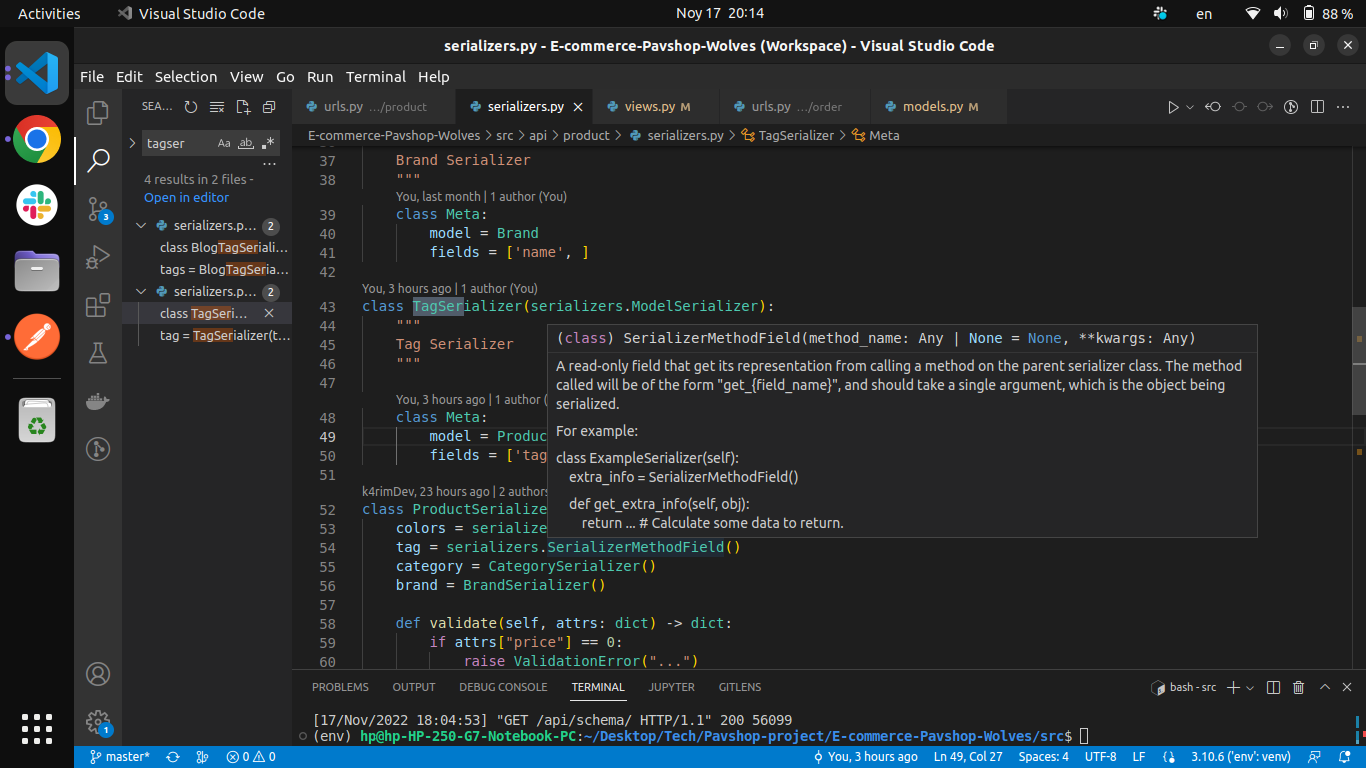 Activities
Visual Studio Code
Noy 17 20:14
en
88 %
serializers.py - E-commerce-Pavshop-Wolves (Workspace) - Visual Studio Code
File Edit Selection View Go Run Terminal Help
SEA...
urls.py .../product
serializers.py
views.py M
urls.py .../order
models.py M
E-commerce-Pavshop-Wolves > src > api > product > serializers.py > TagSerializer > Meta
tagser
Aa ab .*
...
4 results in 2 files -
Open in editor
serializers.p... 2
class BlogTagSeriali...
tags = BlogTagSeria...
serializers.p... 2
class TagSeri...
tag = TagSerializer(t...
3
1
37 Brand Serializer
38 """
You, last month | 1 author (You)
39 class Meta:
40 model = Brand
41 fields = ['name', ]
42
You, 3 hours ago | 1 author (You)
43 class TagSerializer(serializers.ModelSerializer):
44 """
45 Tag Serializer
46 """
47
You, 3 hours ago | 1 author (
48 class Meta:
49 model = Produc
50 fields = ['tag
51
k4rimDev, 23 hours ago | 2 authors
52 class ProductSerialize
53 colors = serialize
54 tag = serializers.SerializerMethodField()
55 category = CategorySerializer()
56 brand = BrandSerializer()
57
58 def validate(self, attrs: dict) -> dict:
59 if attrs["price"] == 0:
60 raise ValidationError("...")
(class) SerializerMethodField(method_name: Any | None = None, **kwargs: Any)
A read-only field that get its representation from calling a method on the parent serializer class. The method
called will be of the form "get_{field_name}", and should take a single argument, which is the object being
serialized.
For example:
class ExampleSerializer(self):
extra_info = SerializerMethodField()
def get_extra_info(self, obj):
return ... # Calculate some data to return.
PROBLEMS OUTPUT DEBUG CONSOLE TERMINAL JUPYTER GITLENS
bash - src
[17/Nov/2022 18:04:53] "GET /api/schema/ HTTP/1.1" 200 56099
(env) hp@hp-HP-250-G7-Notebook-PC:~/Desktop/Tech/Pavshop-project/E-commerce-Pavshop-Wolves/src$
master* 0 0 You, 3 hours ago Ln 49, Col 27 Spaces: 4 UTF-8 LF 3.10.6 ('env': venv)